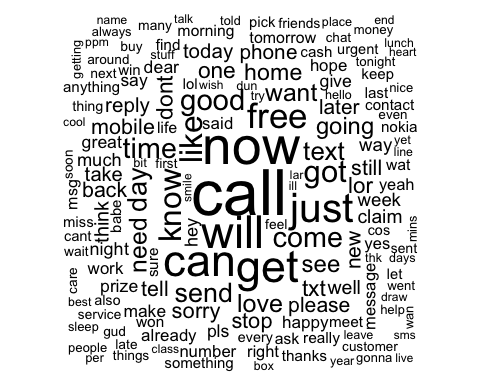 name talk told pick friends place end
always many morning tomorrow chat money
ppm buy find today phone cash urgent lunch
getting around stuff heart
next win dear one home hope tonight
anything say dont lol wish dun want give keep
try hello last nice
thing reply good free later contact
cool mobile life said going even nokia
great time like now text way yet
much bit first line
msg soon take know call lar got still wat
back day smile ill lor yeah
think babe need just week
miss hey will feel claim
cant come new cos mins
wait night sure can get see yes sent
thk days
care work message let
prize tell send txt well went
best also love please draw
service make sorry stop happy meet help wan
sleep gud won already pls every ask really leave sms
people late class number right thanks customer
per things something box year gonna live